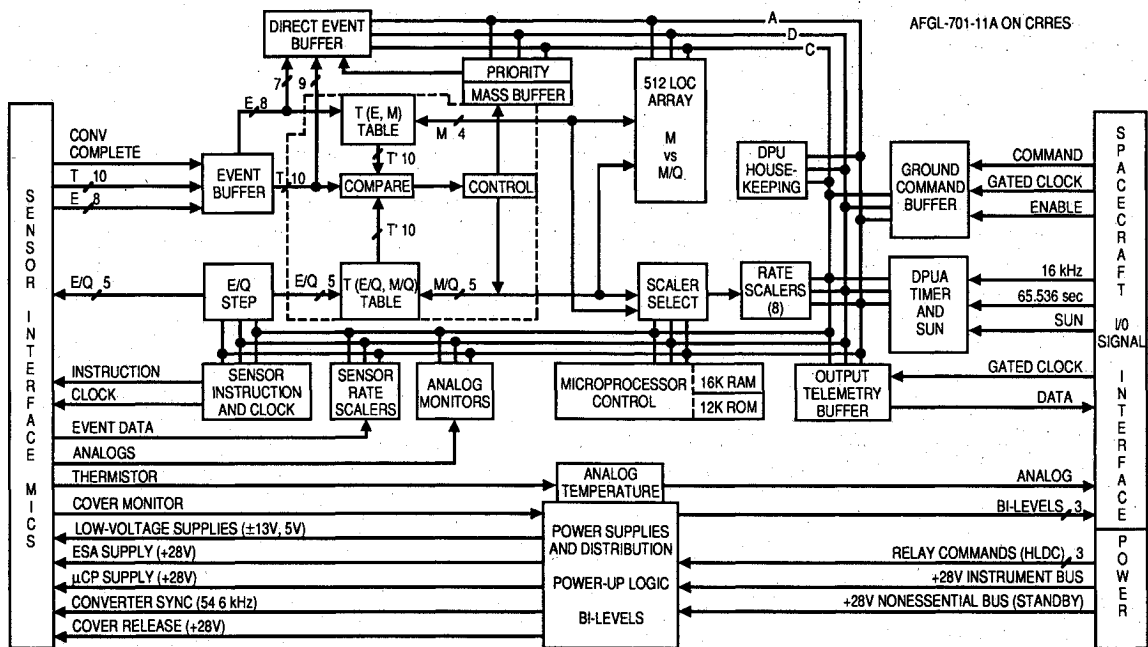 AFGL-701-11A ON CRRES
DIRECT EVENT
BUFFER
A
D
C
7
9
PRIORITY
MASS BUFFER
512 LOC
ARRAY
M
vs
M/Q
E 8
T (E, M)
TABLE
M 4
CONV
COMPLETE
T 10
E 8
EVENT
BUFFER
T 10
T' 10
COMPARE
CONTROL
T' 10
DPU
HOUSE-
KEEPING
GROUND
COMMAND
BUFFER
COMMAND
GATED CLOCK
ENABLE
E/Q 5
E/Q
STEP
E/Q 5
T (E/Q, M/Q)
TABLE
M/Q 5
SCALER
SELECT
RATE
SCALERS
(8)
DPUA
TIMER
AND
SUN
16 kHz
65.536 sec
SUN
INSTRUCTION
CLOCK
SENSOR
INSTRUCTION
AND CLOCK
SENSOR
RATE
SCALERS
ANALOG
MONITORS
MICROPROCESSOR
CONTROL
16K RAM
12K ROM
OUTPUT
TELEMETRY
BUFFER
GATED CLOCK
DATA
EVENT DATA
ANALOGS
THERMISTOR
COVER MONITOR
ANALOG
TEMPERATURE
ANALOG
BI-LEVELS 3
LOW-VOLTAGE SUPPLIES (±13V, 5V)
ESA SUPPLY (+28V)
μCP SUPPLY (+28V)
CONVERTER SYNC (54 6 kHz)
COVER RELEASE (+28V)
POWER SUPPLIES
AND DISTRIBUTION
POWER-UP LOGIC
BI-LEVELS
RELAY COMMANDS (HLDC) 3
+28V INSTRUMENT BUS
+28V NONESSENTIAL BUS (STANDBY)
SENSOR INTERFACE MICS
SPACECRAFT I/O SIGNAL INTERFACE
POWER